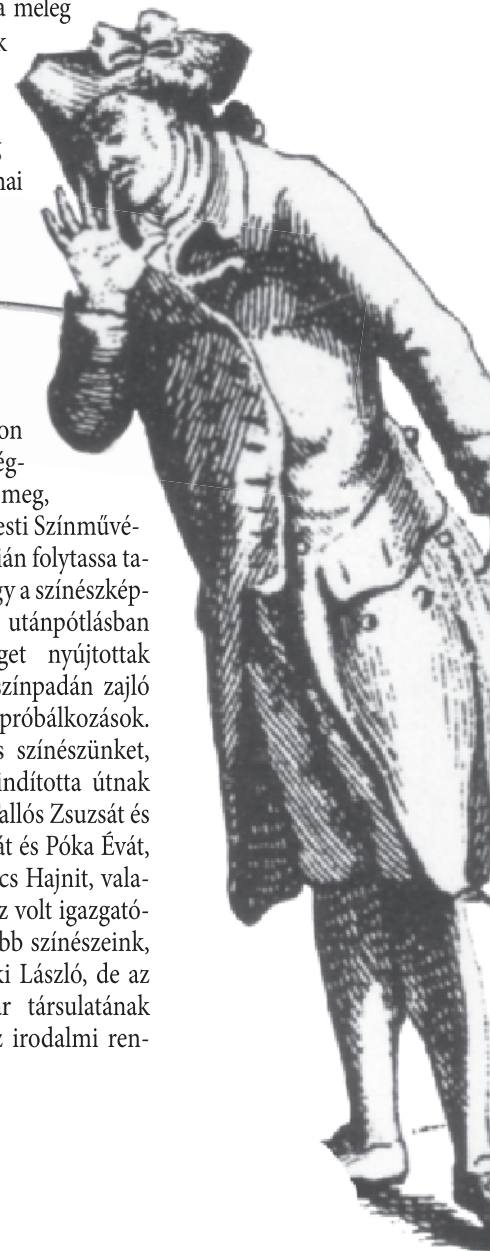 a meleg
k
nai
on
ég-
meg,
esti Színművé-
ián folytassa ta-
gy a színészkép-
utánpótlásban
get nyújtottak
színpadán zajló
próbálkozások.
s színészünket,
indította útnak
allós Zsuzsát és
át és Póka Évát,
cs Hajnit, vala-
z volt igazgató-
bb színészeink,
ki László, de az
ar társulatának
z irodalmi ren-